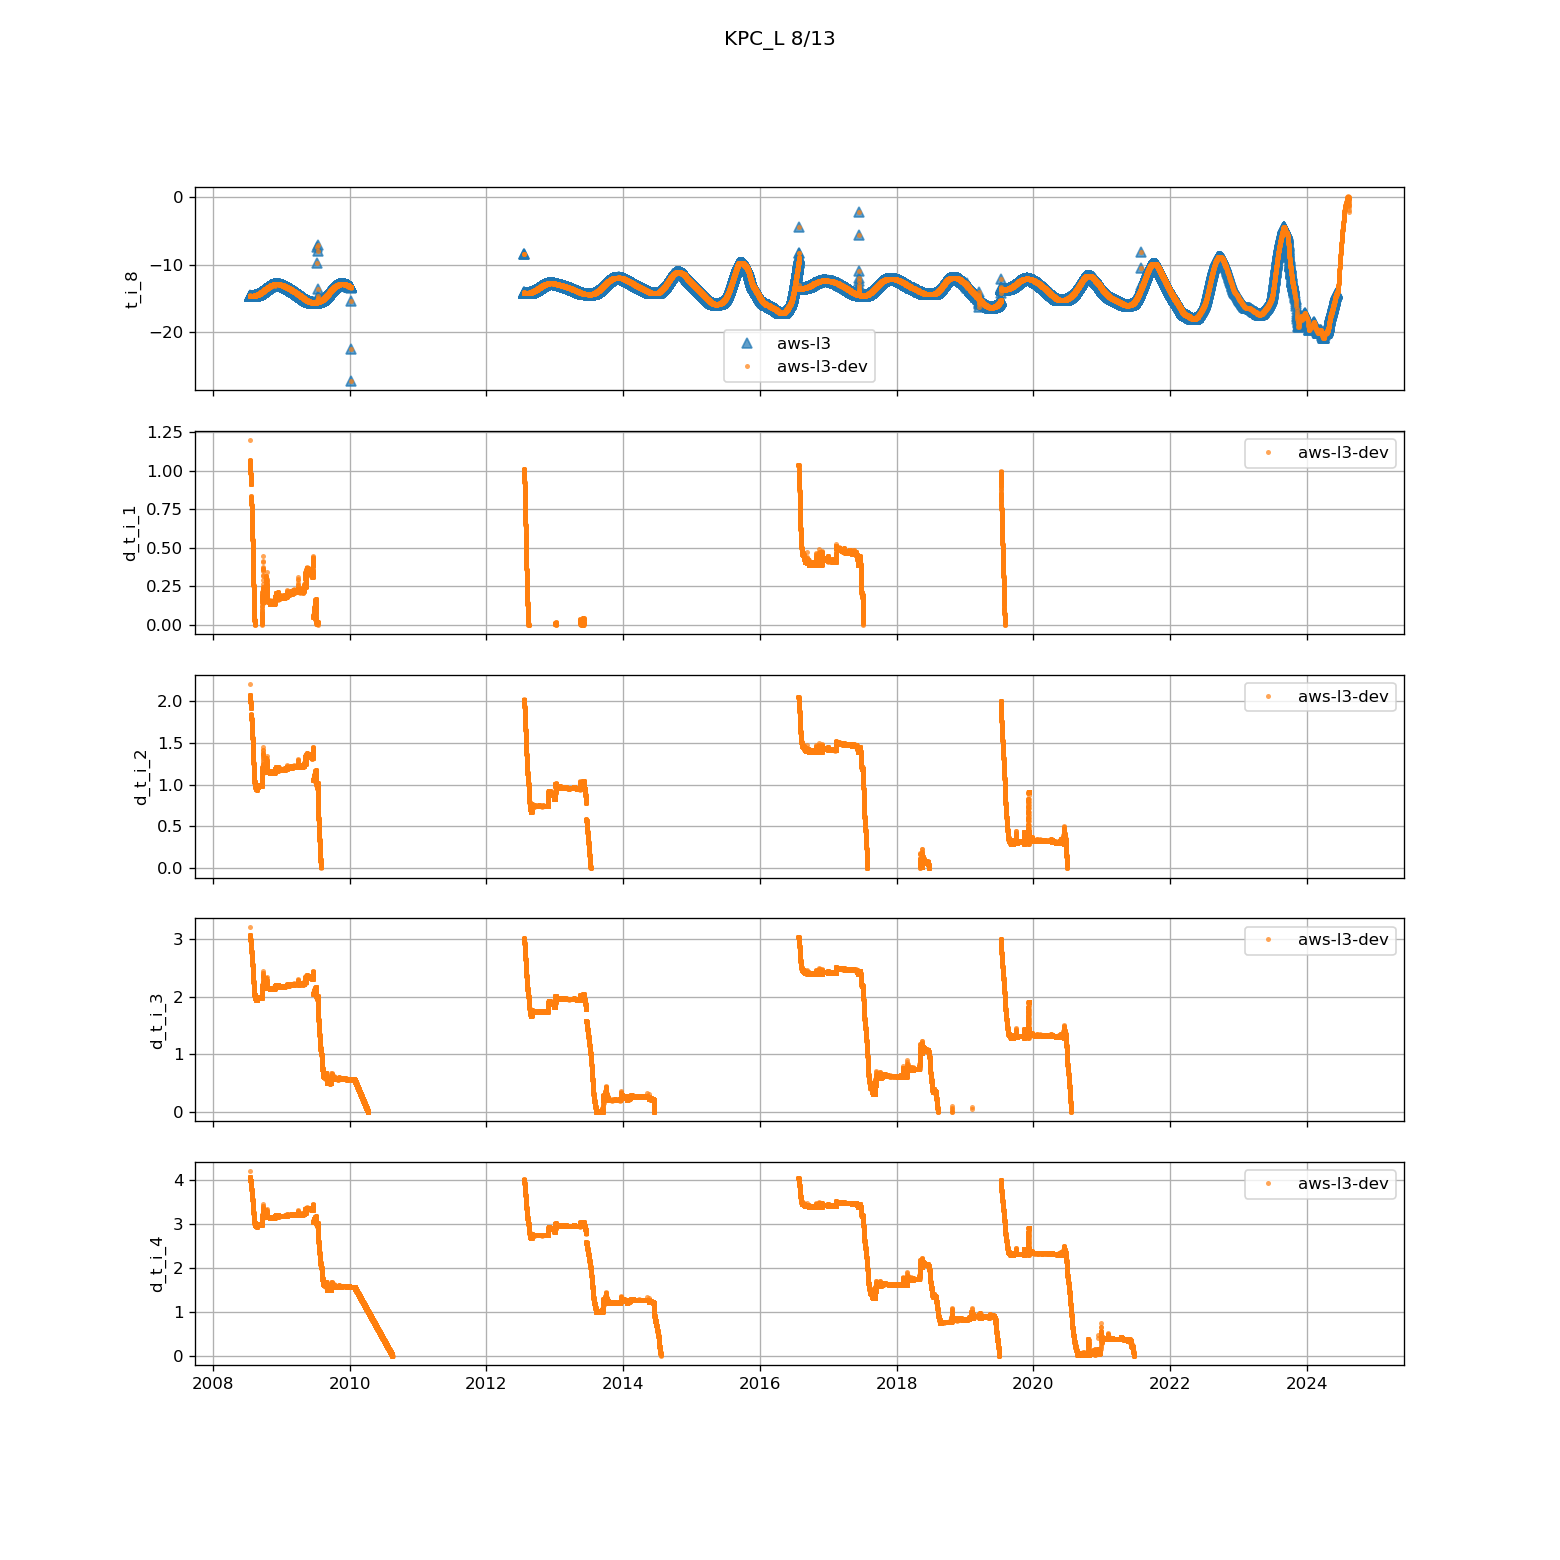 KPC_L 8/13
t_i_8
0
−10
−20
aws-l3
aws-l3-dev
d_t_i_1
1.25
1.00
0.75
0.50
0.25
0.00
aws-l3-dev
d_t_i_2
2.0
1.5
1.0
0.5
0.0
aws-l3-dev
d_t_i_3
3
2
1
0
aws-l3-dev
d_t_i_4
4
3
2
1
0
aws-l3-dev
2008 2010 2012 2014 2016 2018 2020 2022 2024